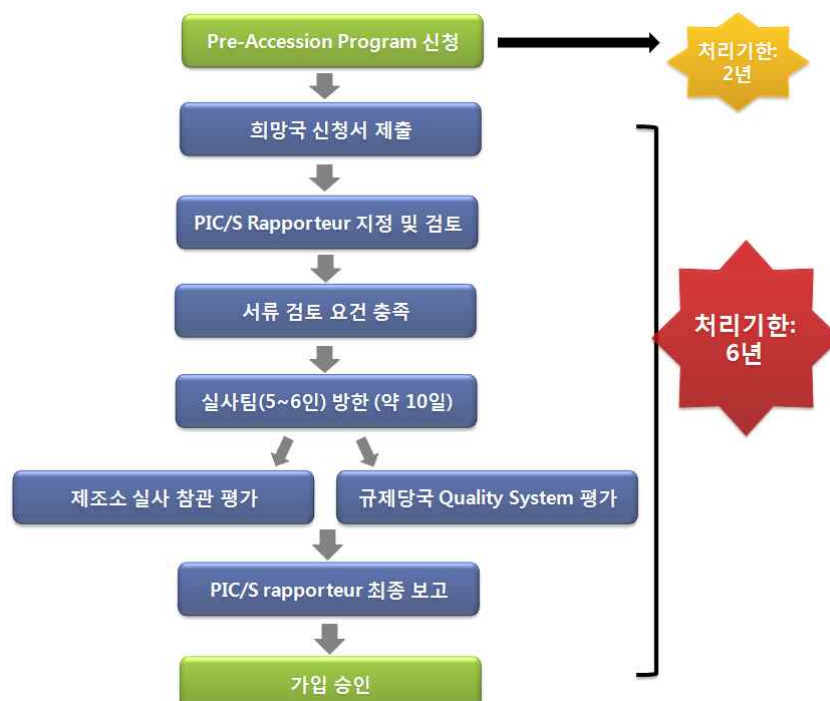 Pre-Accession Program 신청
처리기한:
2년
희망국 신청서 제출
PIC/S Rapporteur 지정 및 검토
서류 검토 요건 충족
처리기한:
6년
실사팀(5~6인) 방한 (약 10일)
제조소 실사 참관 평가
규제당국 Quality System 평가
PIC/S rapporteur 최종 보고
가입 승인